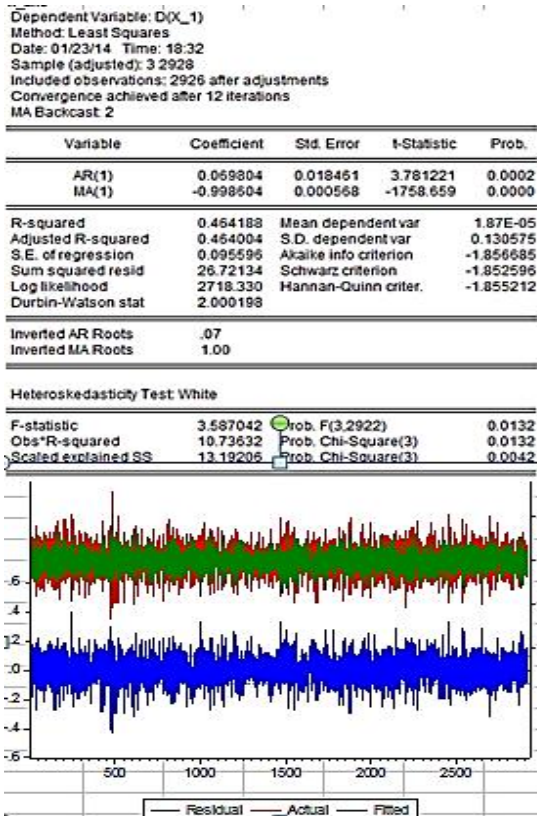 Dependent Variable: D(X_1)
Method: Least Squares
Date: 01/23/14 Time: 18:32
Sample (adjusted): 3 2928
Included observations: 2926 after adjustments
Convergence achieved after 12 iterations
MA Backcast: 2
Variable Coefficient Std. Error t-Statistic Prob.
AR(1) 0.069804 0.018461 3.781221 0.0002
MA(1) -0.998604 0.000568 -1758.659 0.0000
R-squared 0.464188 Mean dependent var 1.87E-05
Adjusted R-squared 0.464004 S.D. dependent var 0.130575
S.E. of regression 0.095596 Akaike info criterion -1.856685
Sum squared resid 26.72134 Schwarz criterion -1.852596
Log likelihood 2718.330 Hannan-Quinn criter. -1.855212
Durbin-Watson stat 2.000198
Inverted AR Roots .07
Inverted MA Roots 1.00
Heteroskedasticity Test: White
F-statistic 3.587042 Prob. F(3,2922) 0.0132
Obs*R-squared 10.73632 Prob. Chi-Square(3) 0.0132
Scaled explained SS 13.19206 Prob. Chi-Square(3) 0.0042
.6
.4
.2
.0
.2
.4
.6
500 1000 1500 2000 2500
Residual Actual Fitted